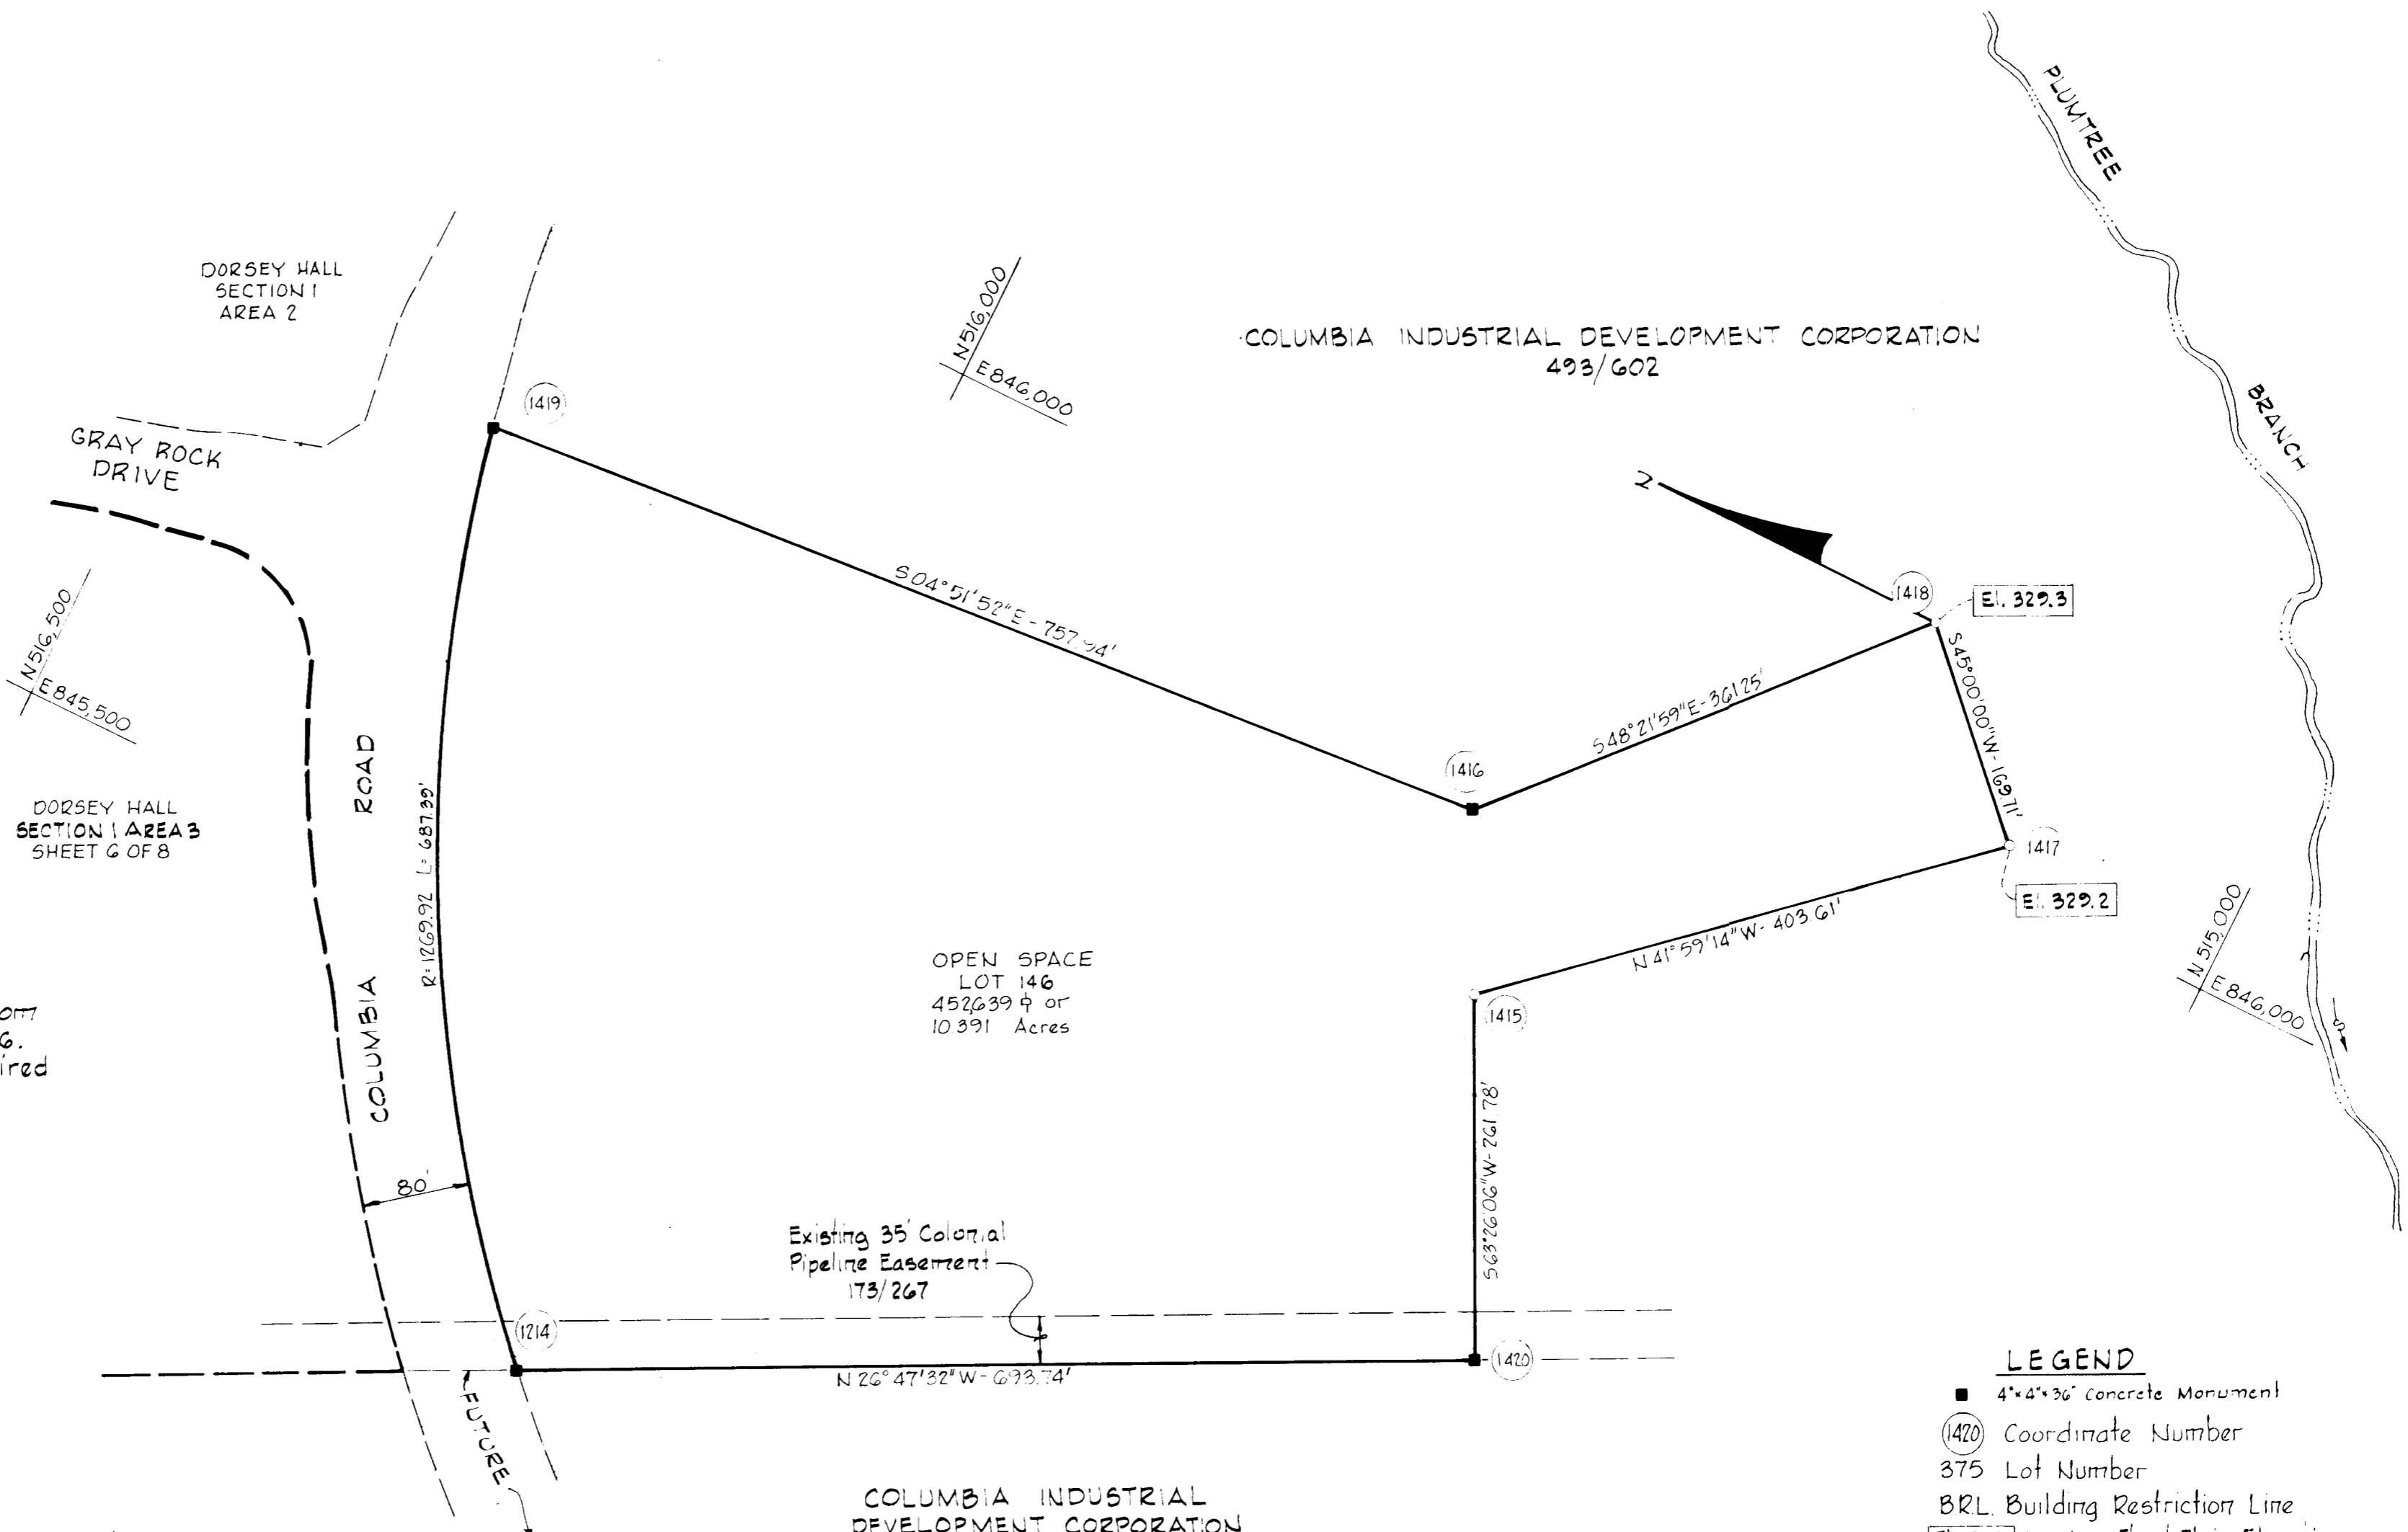 PLUMTREE
BRANCH
DORSEY HALL
SECTION 1
AREA 2
N516,000
E846,000
COLUMBIA INDUSTRIAL DEVELOPMENT CORPORATION
493/602
1419
GRAY ROCK
DRIVE
N516,500
E845,500
S04°51'52"E - 757.94'
1418
El. 329.3
S45°00'00"W - 169.71'
S48°21'59"E - 361.25'
1416
1417
El. 329.2
N41°59'14"W - 403.61'
1415
N515,000
E846,000
DORSEY HALL
SECTION 1 AREA 3
SHEET 6 OF 8
COLUMBIA ROAD
R=1269.92 L= 687.39'
OPEN SPACE
LOT 146
452,639 ⏍ or
10.391 Acres
6.
80'
S63°26'06"W - 261.78'
Existing 35' Colonial
Pipeline Easement
173/267
1214
1420
N26°47'32"W - 693.74'
FUTURE
COLUMBIA INDUSTRIAL
DEVELOPMENT CORPORATION
LEGEND
4"x4"x36" Concrete Monument
1420 Coordinate Number
375 Lot Number
BRL Building Restriction Line